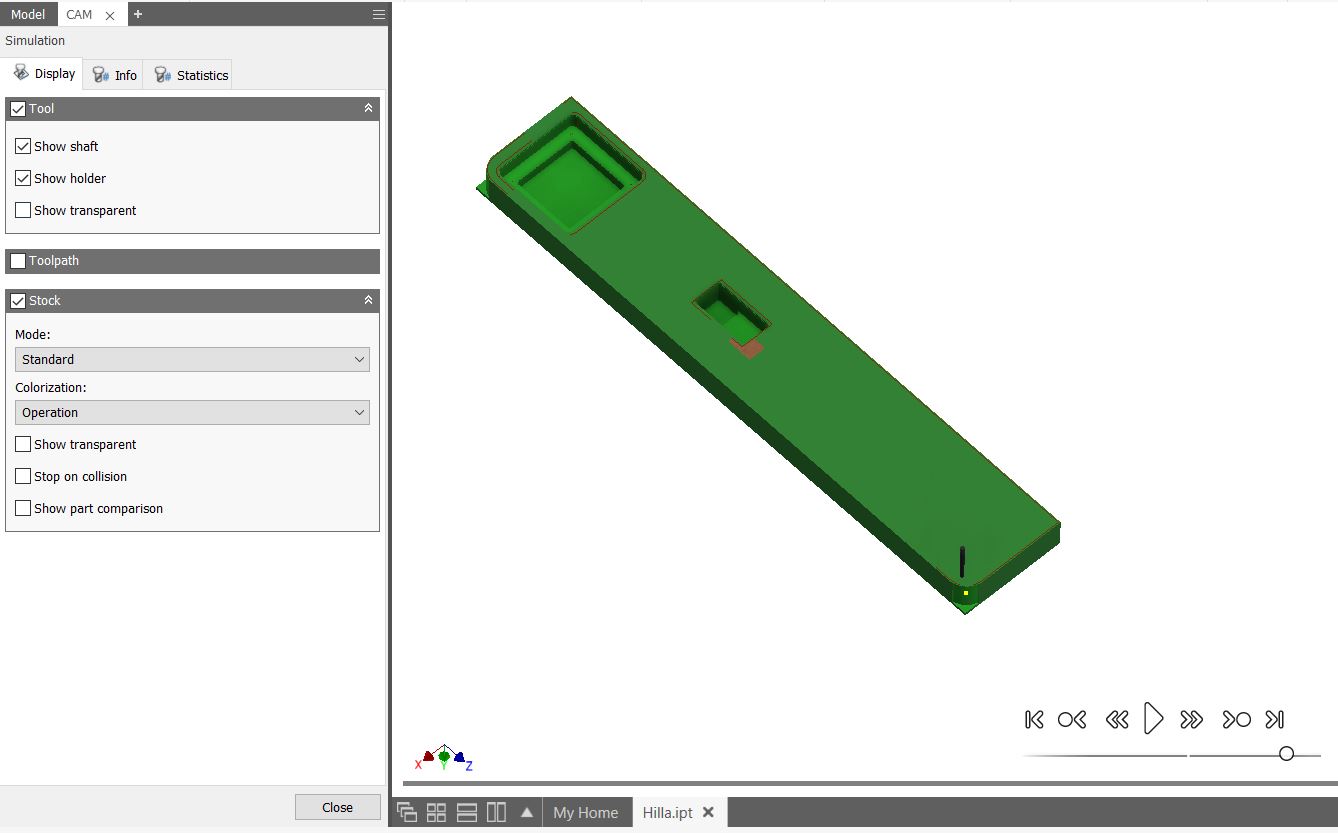 Model CAM
Simulation
Display Info Statistics
Tool
Show shaft
Show holder
Show transparent
Toolpath
Stock
Mode:
Standard
Colorization:
Operation
Show transparent
Stop on collision
Show part comparison
X Y Z
Close
My Home Hilla.ipt